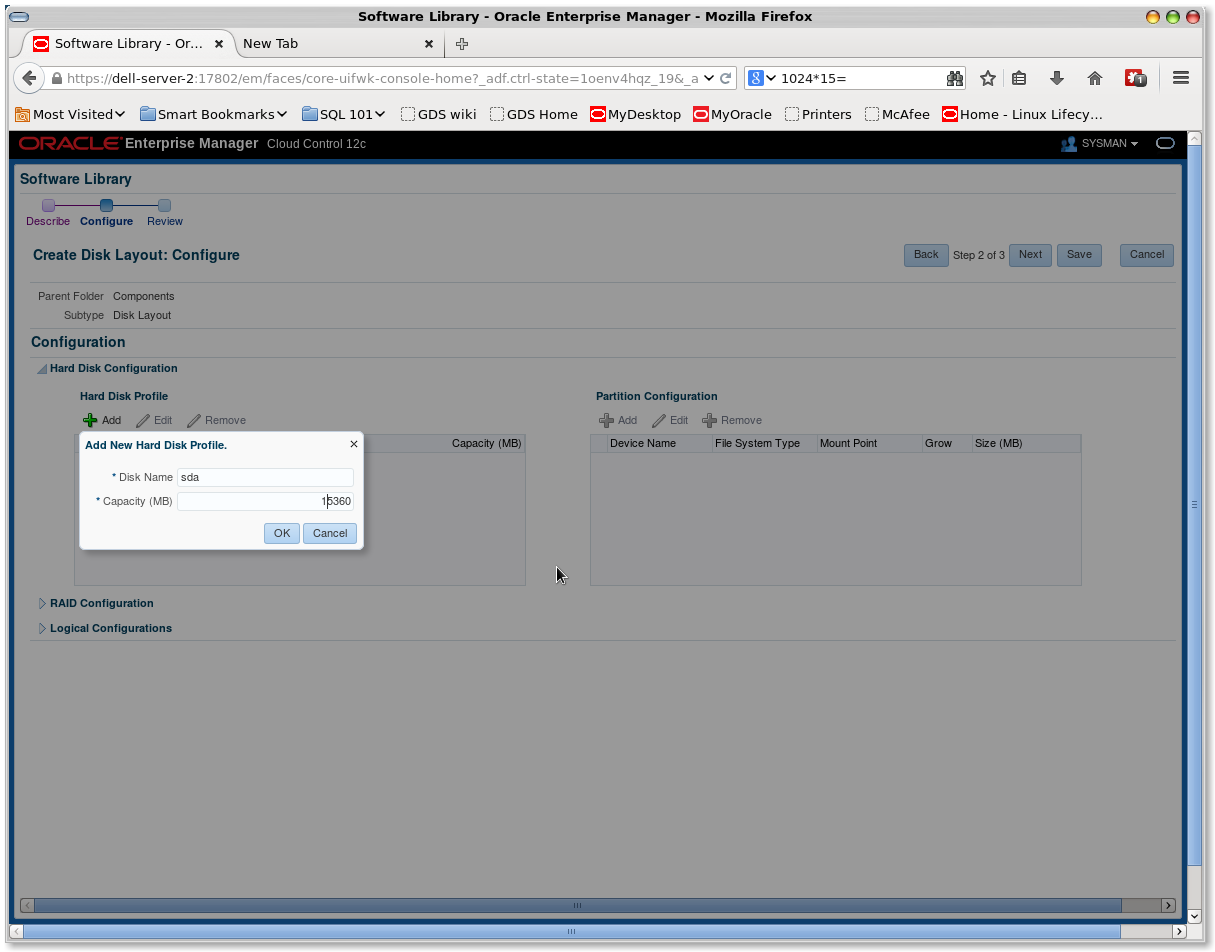 Software Library - Oracle Enterprise Manager - Mozilla Firefox
Software Library - Or... New Tab
https://dell-server-2:17802/em/faces/core-uifwk-console-home?_adf.ctrl-state=1oenv4hqz_19&_a 8 1024*15= 1
Most Visited Smart Bookmarks SQL 101 GDS wiki GDS Home MyDesktop MyOracle Printers McAfee Home - Linux Lifecy...
ORACLE Enterprise Manager Cloud Control 12c SYSMAN
Software Library
Describe Configure Review
Create Disk Layout: Configure Back Step 2 of 3 Next Save Cancel
Parent Folder Components
Subtype Disk Layout
Configuration
Hard Disk Configuration
Hard Disk Profile Partition Configuration
Add Edit Remove Add Edit Remove
Capacity (MB) Device Name File System Type Mount Point Grow Size (MB)
Add New Hard Disk Profile.
* Disk Name sda
* Capacity (MB) 15360
OK Cancel
RAID Configuration
Logical Configurations